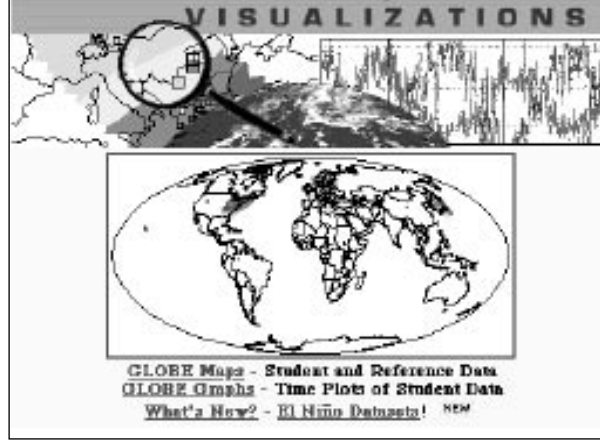 VISUALIZATIONS
GLOBE Maps - Student and Reference Data
GLOBE Graphs - Time Plots of Student Data
What's New? - El Niño Datasets! NEW